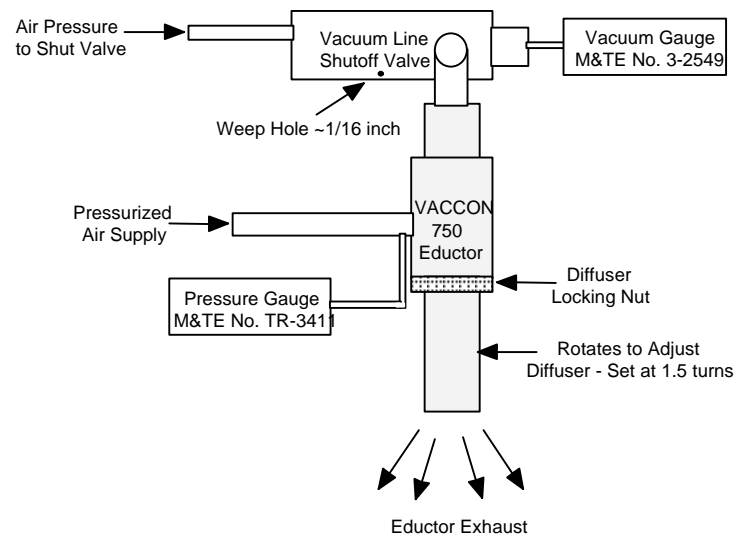 Air Pressure
to Shut Valve
Vacuum Line
Shutoff Valve
Vacuum Gauge
M&TE No. 3-2549
Weep Hole ~1/16 inch
Pressurized
Air Supply
VACCON
750
Eductor
Diffuser
Locking Nut
Pressure Gauge
M&TE No. TR-3411
Rotates to Adjust
Diffuser - Set at 1.5 turns
Eductor Exhaust